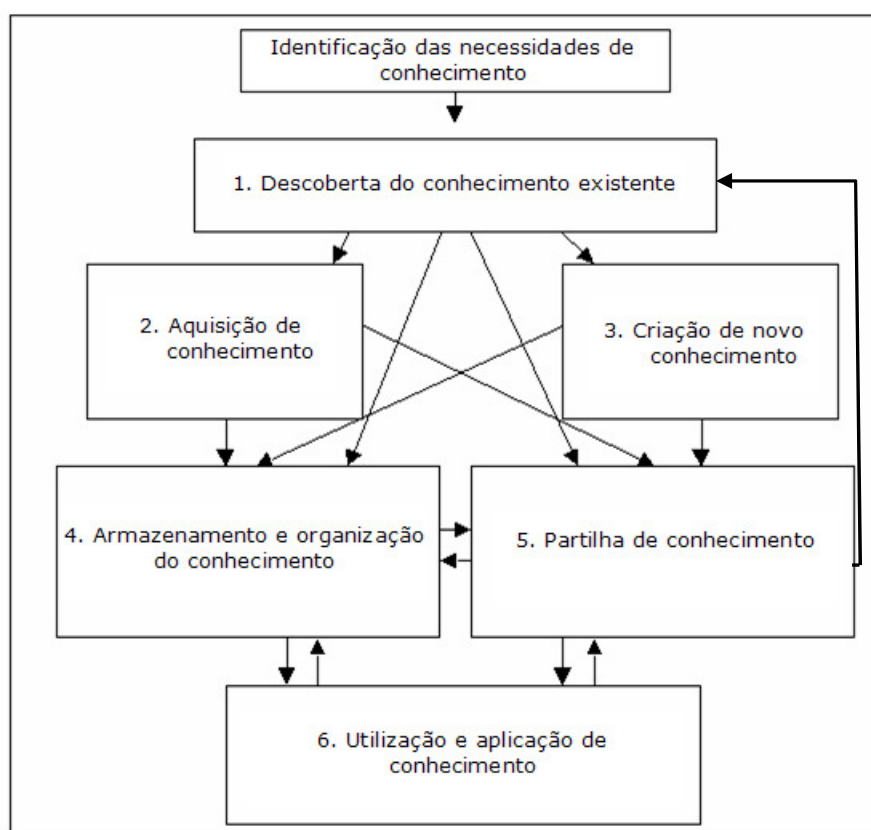 Identificação das necessidades de
conhecimento
1. Descoberta do conhecimento existente
2. Aquisição de
conhecimento
3. Criação de novo
conhecimento
4. Armazenamento e organização
do conhecimento
5. Partilha de conhecimento
6. Utilização e aplicação de
conhecimento